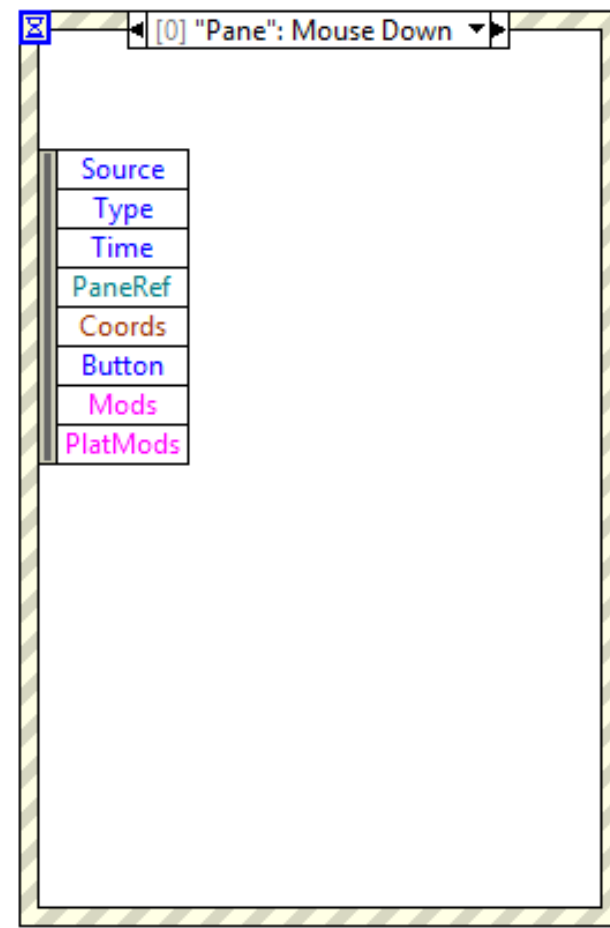 [0] "Pane": Mouse Down
Source
Type
Time
PaneRef
Coords
Button
Mods
PlatMods